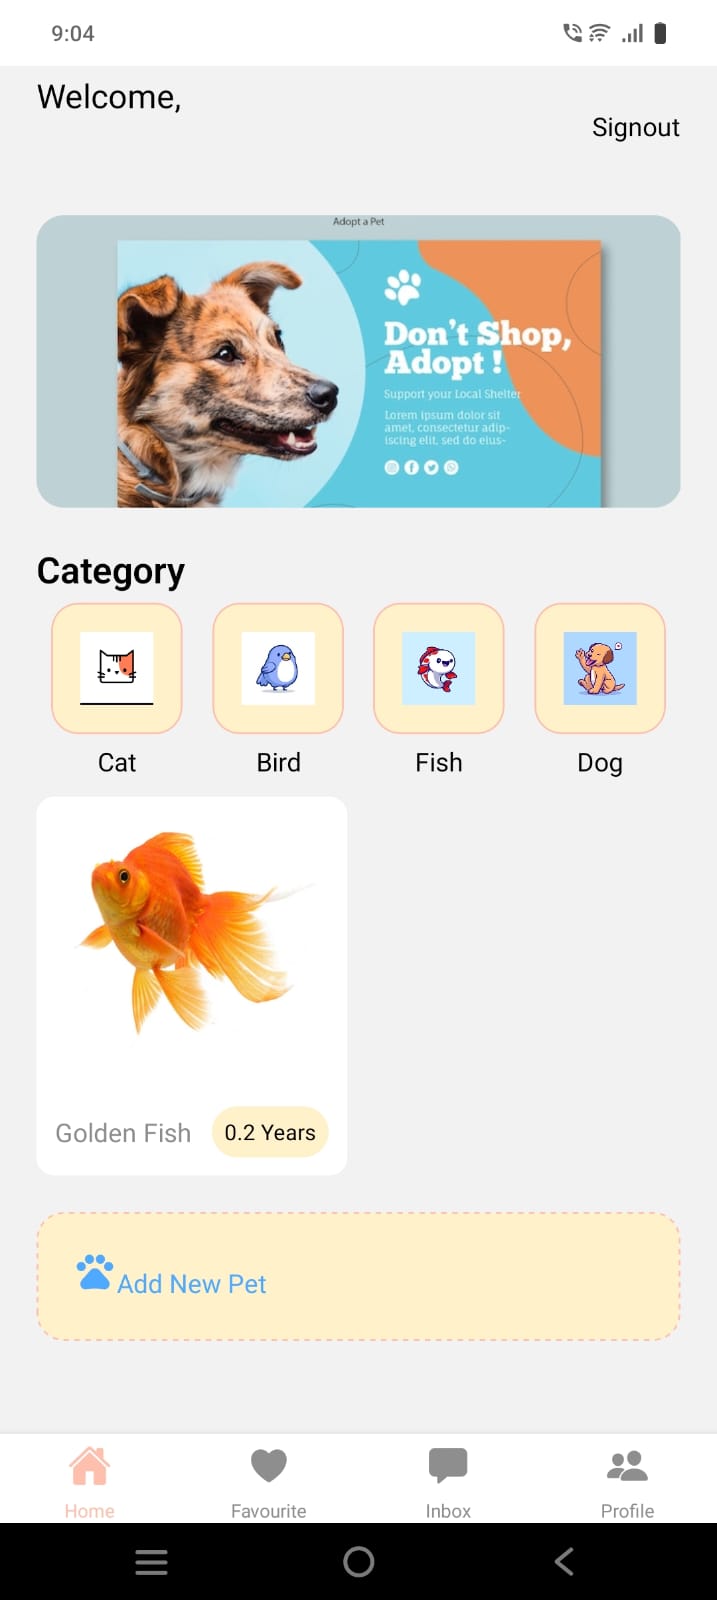 9:04
Welcome,
Signout
Adopt a Pet
Don't Shop,
Adopt !
Support your Local Shelter
Lorem ipsum dolor sit
amet, consectetur adip-
iscing elit, sed do eius-
Category
Cat Bird Fish Dog
Golden Fish 0.2 Years
Add New Pet
Home Favourite Inbox Profile